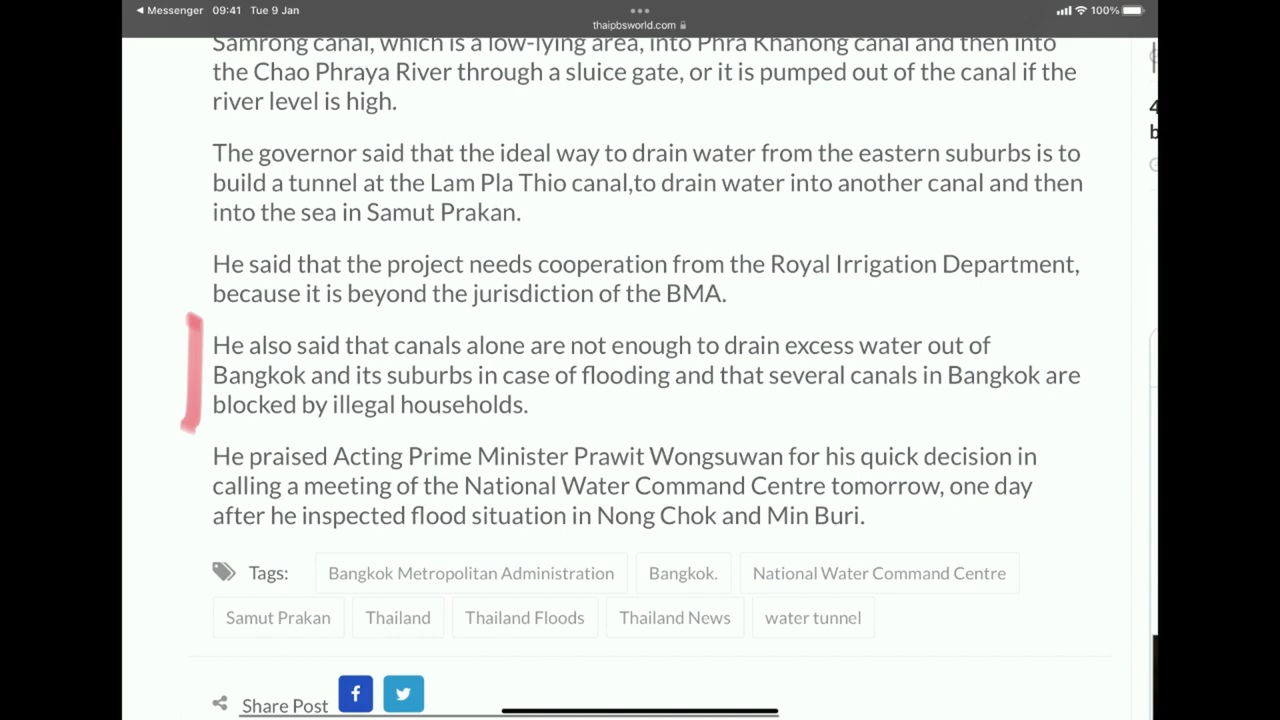 Messenger 09:41 Tue 9 Jan
100%
thaipbsworld.com
Samrong canal, which is a low-lying area, into Phra Khanong canal and then into
the Chao Phraya River through a sluice gate, or it is pumped out of the canal if the
river level is high.
The governor said that the ideal way to drain water from the eastern suburbs is to
build a tunnel at the Lam Pla Thio canal,to drain water into another canal and then
into the sea in Samut Prakan.
He said that the project needs cooperation from the Royal Irrigation Department,
because it is beyond the jurisdiction of the BMA.
He also said that canals alone are not enough to drain excess water out of
Bangkok and its suburbs in case of flooding and that several canals in Bangkok are
blocked by illegal households.
He praised Acting Prime Minister Prawit Wongsuwan for his quick decision in
calling a meeting of the National Water Command Centre tomorrow, one day
after he inspected flood situation in Nong Chok and Min Buri.
Tags: Bangkok Metropolitan Administration Bangkok. National Water Command Centre
Samut Prakan Thailand Thailand Floods Thailand News water tunnel
Share Post